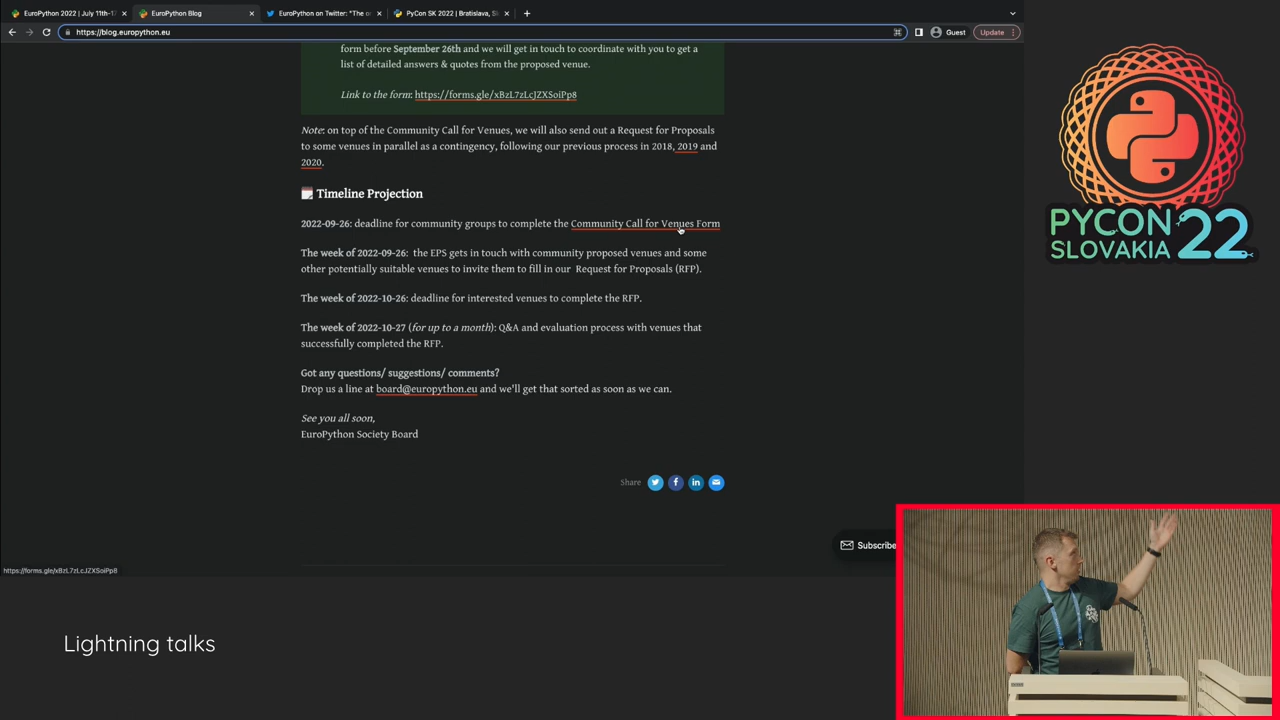 EuroPython 2022 | July 11th-17
EuroPython Blog
EuroPython on Twitter: "The o
PyCon SK 2022 | Bratislava, Sl
https://blog.europython.eu
Guest
Update
form before September 26th and we will get in touch to coordinate with you to get a
list of detailed answers & quotes from the proposed venue.
Link to the form: https://forms.gle/xBzL7zLcJZXSoiPp8
Note: on top of the Community Call for Venues, we will also send out a Request for Proposals
to some venues in parallel as a contingency, following our previous process in 2018, 2019 and
2020.
Timeline Projection
2022-09-26: deadline for community groups to complete the Community Call for Venues Form
The week of 2022-09-26: the EPS gets in touch with community proposed venues and some
other potentially suitable venues to invite them to fill in our Request for Proposals (RFP).
The week of 2022-10-26: deadline for interested venues to complete the RFP.
The week of 2022-10-27 (for up to a month): Q&A and evaluation process with venues that
successfully completed the RFP.
Got any questions/ suggestions/ comments?
Drop us a line at board@europython.eu and we'll get that sorted as soon as we can.
See you all soon,
EuroPython Society Board
Share
Subscribe
https://forms.gle/xBzL7zLcJZXSoiPp8
PYCON
SLOVAKIA 22
Lightning talks